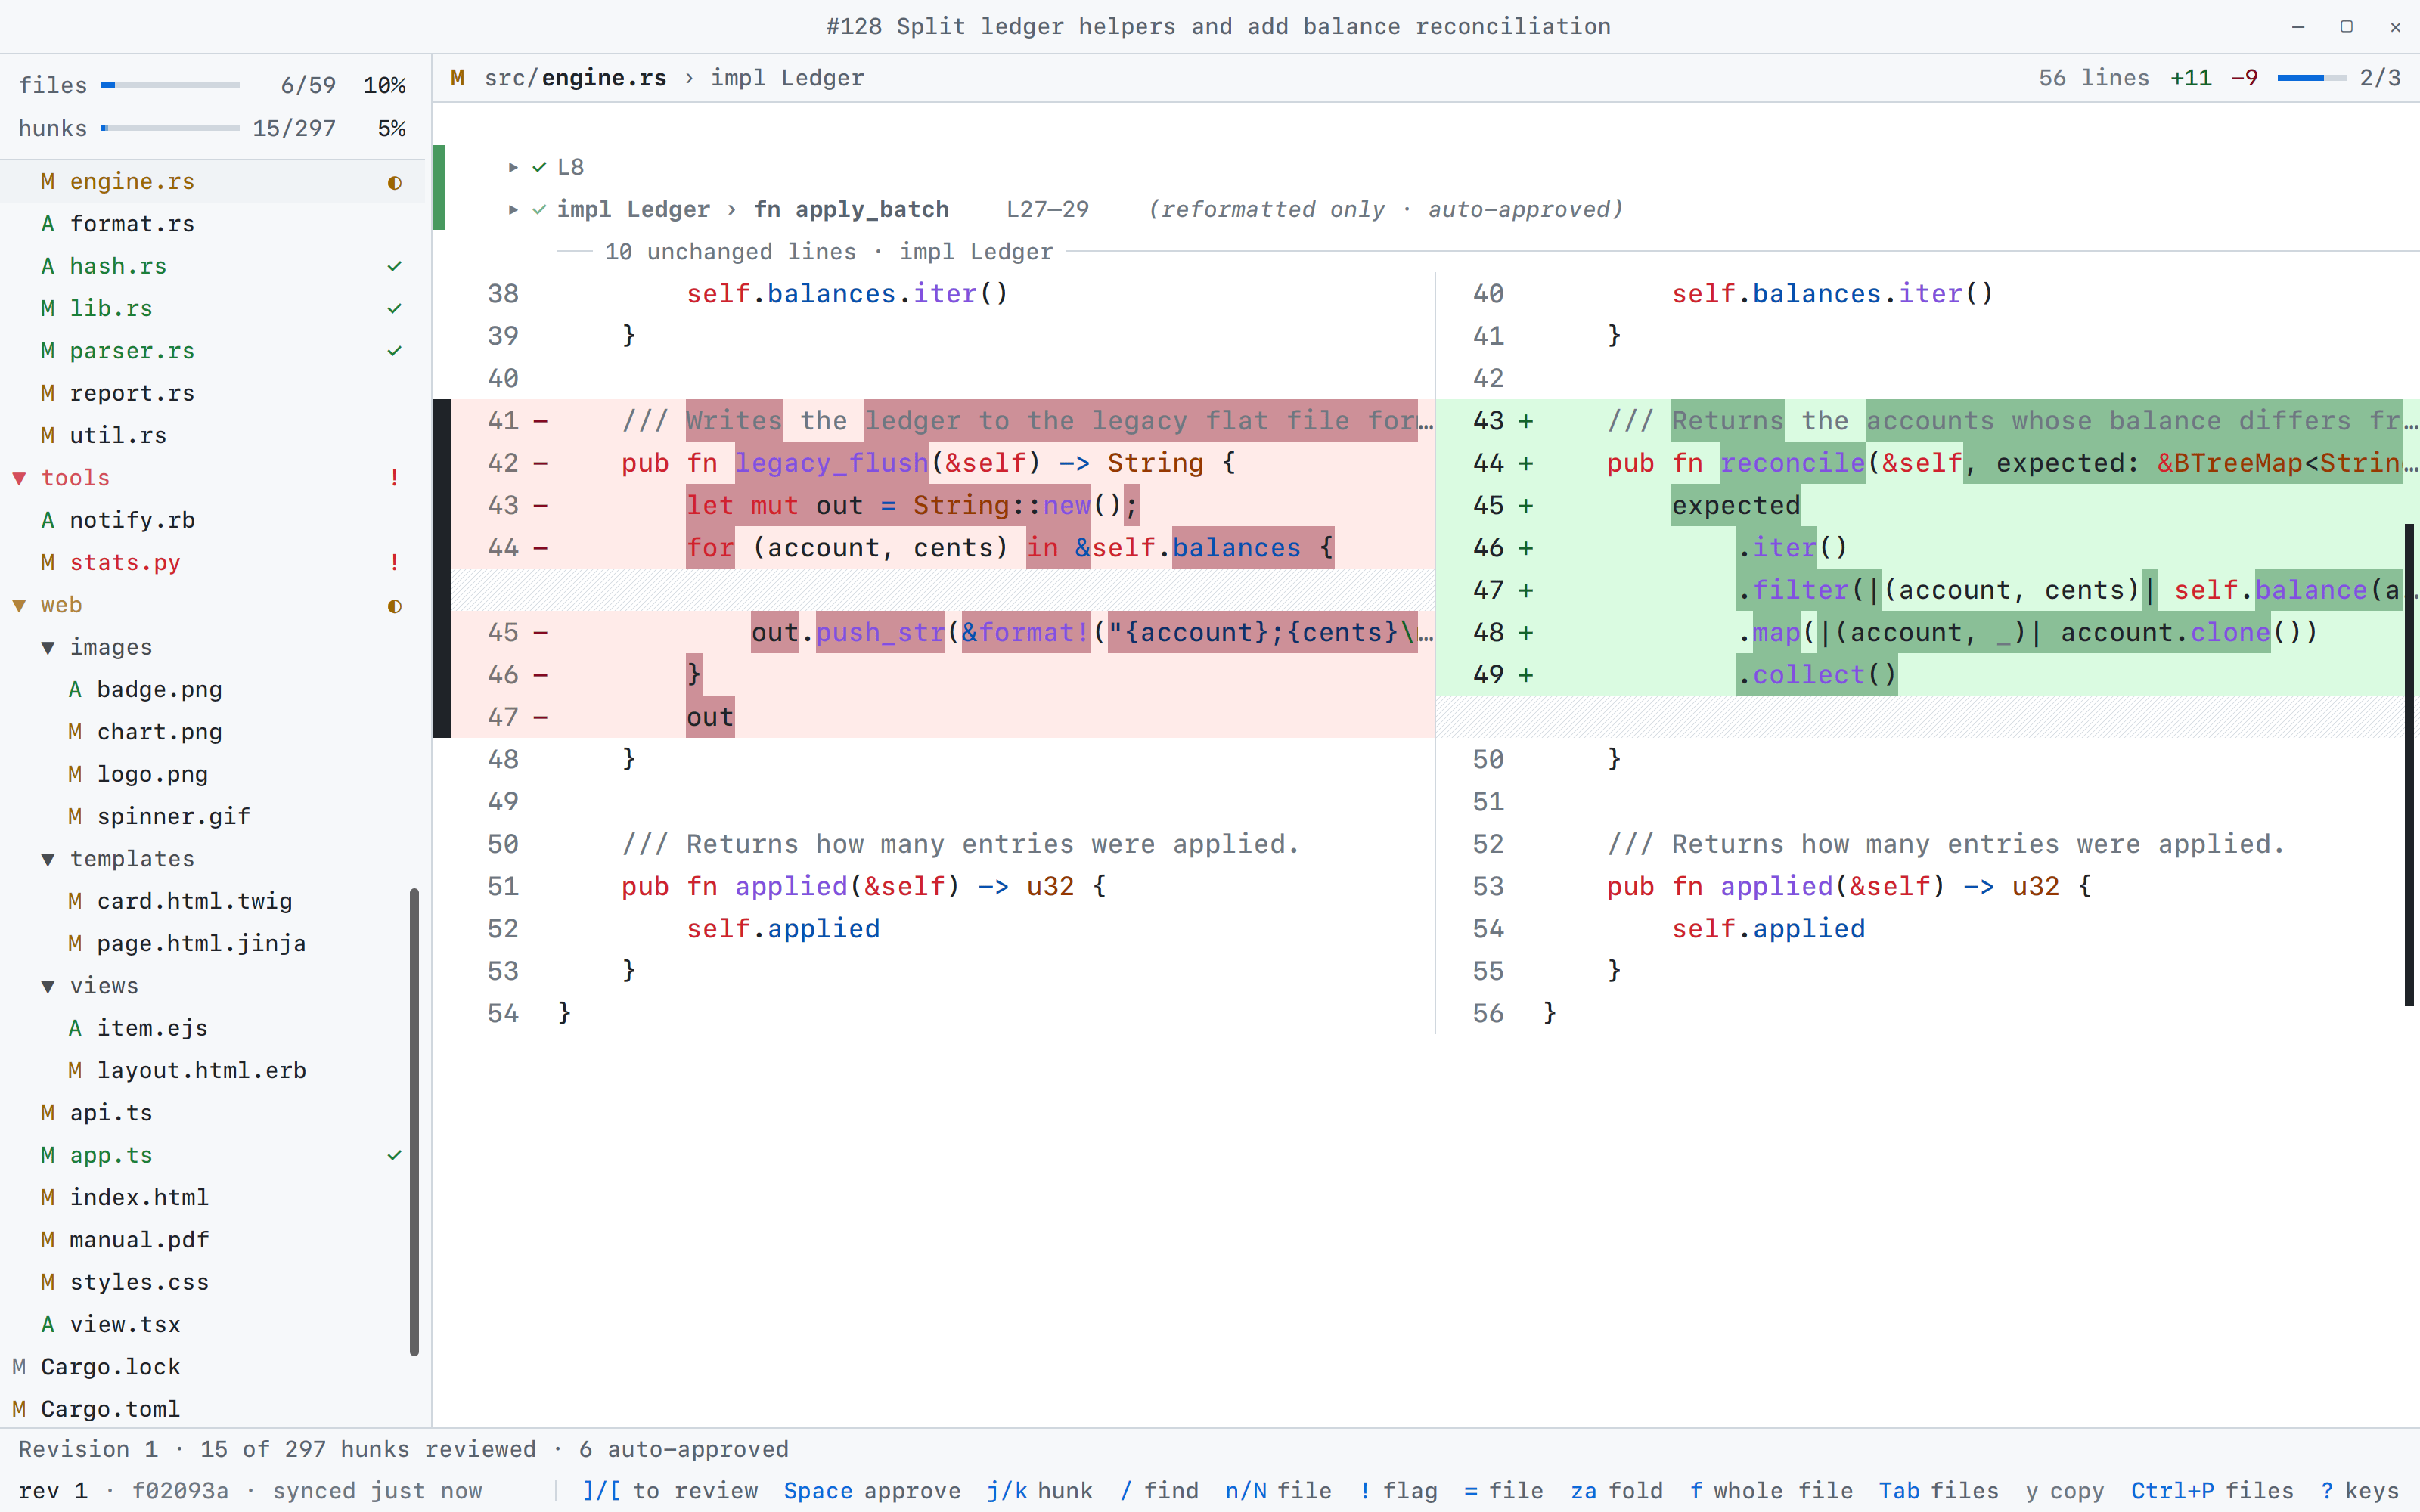 #128 Split ledger helpers and add balance reconciliation
files 6/59 10%
hunks 15/297 5%
M engine.rs
A format.rs
A hash.rs
M lib.rs
M parser.rs
M report.rs
M util.rs
tools !
A notify.rb
M stats.py !
web
images
A badge.png
M chart.png
M logo.png
M spinner.gif
templates
M card.html.twig
M page.html.jinja
views
A item.ejs
M layout.html.erb
M api.ts
M app.ts
M index.html
M manual.pdf
M styles.css
A view.tsx
M Cargo.lock
M Cargo.toml
M src/engine.rs › impl Ledger 56 lines +11 −9 2/3
L8
impl Ledger › fn apply_batch L27–29 (reformatted only · auto-approved)
10 unchanged lines · impl Ledger
38 self.balances.iter()
39 }
40
41 − /// Writes the ledger to the legacy flat file for…
42 − pub fn legacy_flush(&self) -> String {
43 − let mut out = String::new();
44 − for (account, cents) in &self.balances {
45 − out.push_str(&format!("{account};{cents}\…
46 − }
47 − out
48 }
49
50 /// Returns how many entries were applied.
51 pub fn applied(&self) -> u32 {
52 self.applied
53 }
54 }
40 self.balances.iter()
41 }
42
43 + /// Returns the accounts whose balance differs fr…
44 + pub fn reconcile(&self, expected: &BTreeMap<Strin…
45 + expected
46 + .iter()
47 + .filter(|(account, cents)| self.balance(a…
48 + .map(|(account, _)| account.clone())
49 + .collect()
50 }
51
52 /// Returns how many entries were applied.
53 pub fn applied(&self) -> u32 {
54 self.applied
55 }
56 }
Revision 1 · 15 of 297 hunks reviewed · 6 auto-approved
rev 1 · f02093a · synced just now ]/[ to review Space approve j/k hunk / find n/N file ! flag = file za fold f whole file Tab files y copy Ctrl+P files ? keys